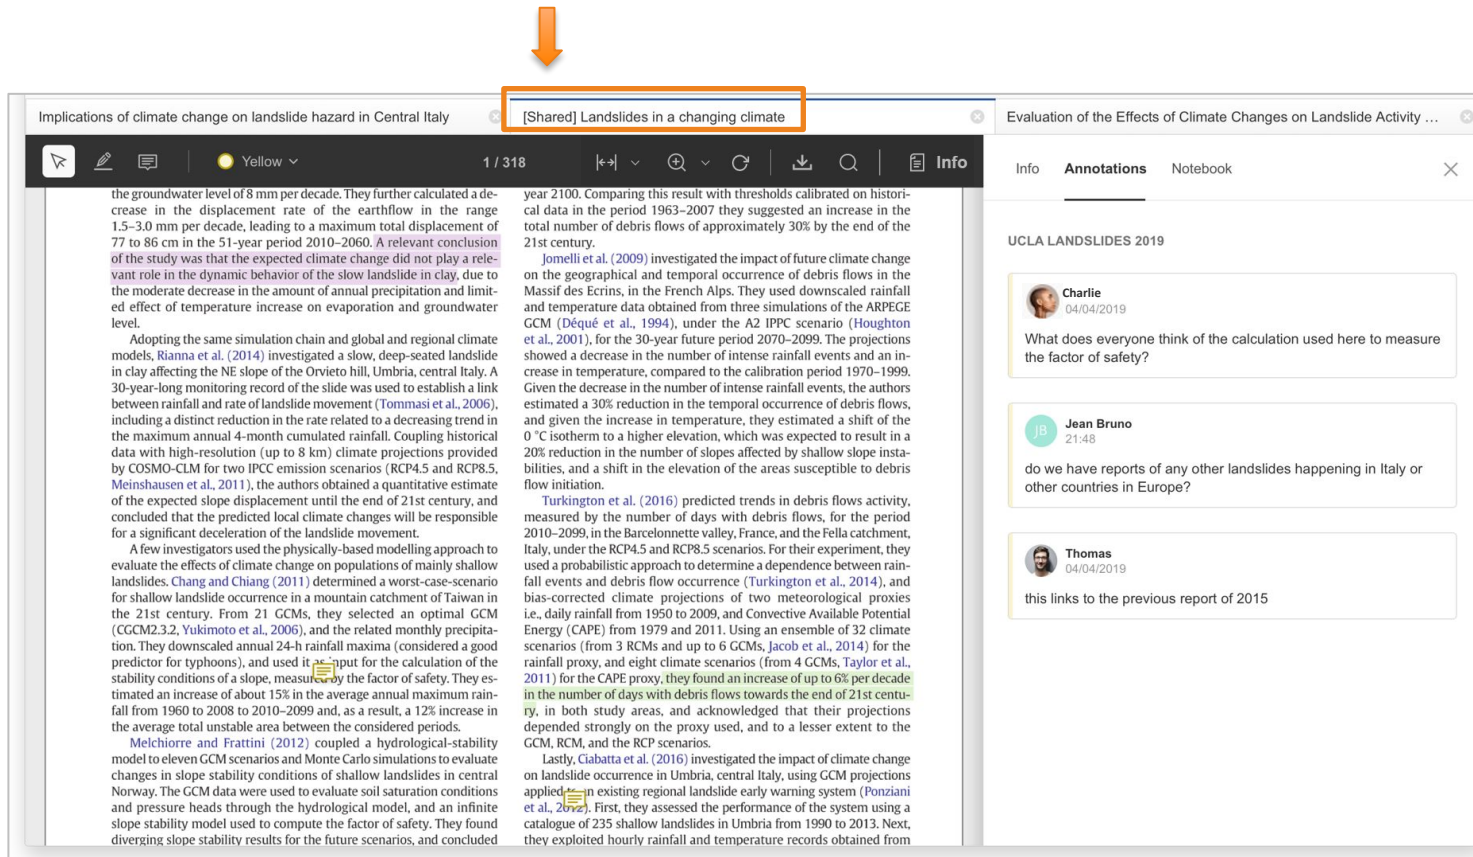 Implications of climate change on landslide hazard in Central Italy
[Shared] Landslides in a changing climate
Evaluation of the Effects of Climate Changes on Landslide Activity ...
Yellow
1 / 318
Info
the groundwater level of 8 mm per decade. They further calculated a de-
crease in the displacement rate of the earthflow in the range
1.5–3.0 mm per decade, leading to a maximum total displacement of
77 to 86 cm in the 51-year period 2010–2060. A relevant conclusion
of the study was that the expected climate change did not play a rele-
vant role in the dynamic behavior of the slow landslide in clay, due to
the moderate decrease in the amount of annual precipitation and limit-
ed effect of temperature increase on evaporation and groundwater
level.
Adopting the same simulation chain and global and regional climate
models, Rianna et al. (2014) investigated a slow, deep-seated landslide
in clay affecting the NE slope of the Orvieto hill, Umbria, central Italy. A
30-year-long monitoring record of the slide was used to establish a link
between rainfall and rate of landslide movement (Tommasi et al., 2006),
including a distinct reduction in the rate related to a decreasing trend in
the maximum annual 4-month cumulated rainfall. Coupling historical
data with high-resolution (up to 8 km) climate projections provided
by COSMO-CLM for two IPCC emission scenarios (RCP4.5 and RCP8.5,
Meinshausen et al., 2011), the authors obtained a quantitative estimate
of the expected slope displacement until the end of 21st century, and
concluded that the predicted local climate changes will be responsible
for a significant deceleration of the landslide movement.
A few investigators used the physically-based modelling approach to
evaluate the effects of climate change on populations of mainly shallow
landslides. Chang and Chiang (2011) determined a worst-case-scenario
for shallow landslide occurrence in a mountain catchment of Taiwan in
the 21st century. From 21 GCMs, they selected an optimal GCM
(CGCM2.3.2, Yukimoto et al., 2006), and the related monthly precipita-
tion. They downscaled annual 24-h rainfall maxima (considered a good
predictor for typhoons), and used it as input for the calculation of the
stability conditions of a slope, measured by the factor of safety. They es-
timated an increase of about 15% in the average annual maximum rain-
fall from 1960 to 2008 to 2010–2099 and, as a result, a 12% increase in
the average total unstable area between the considered periods.
Melchiorre and Frattini (2012) coupled a hydrological-stability
model to eleven GCM scenarios and Monte Carlo simulations to evaluate
changes in slope stability conditions of shallow landslides in central
Norway. The GCM data were used to evaluate soil saturation conditions
and pressure heads through the hydrological model, and an infinite
slope stability model used to compute the factor of safety. They found
diverging slope stability results for the future scenarios, and concluded
year 2100. Comparing this result with thresholds calibrated on histori-
cal data in the period 1963–2007 they suggested an increase in the
total number of debris flows of approximately 30% by the end of the
21st century.
Jomelli et al. (2009) investigated the impact of future climate change
on the geographical and temporal occurrence of debris flows in the
Massif des Ecrins, in the French Alps. They used downscaled rainfall
and temperature data obtained from three simulations of the ARPEGE
GCM (Déqué et al., 1994), under the A2 IPPC scenario (Houghton
et al., 2001), for the 30-year future period 2070–2099. The projections
showed a decrease in the number of intense rainfall events and an in-
crease in temperature, compared to the calibration period 1970–1999.
Given the decrease in the number of intense rainfall events, the authors
estimated a 30% reduction in the temporal occurrence of debris flows,
and given the increase in temperature, they estimated a shift of the
0 °C isotherm to a higher elevation, which was expected to result in a
20% reduction in the number of slopes affected by shallow slope insta-
bilities, and a shift in the elevation of the areas susceptible to debris
flow initiation.
Turkington et al. (2016) predicted trends in debris flows activity,
measured by the number of days with debris flows, for the period
2010–2099, in the Barcelonnette valley, France, and the Fella catchment,
Italy, under the RCP4.5 and RCP8.5 scenarios. For their experiment, they
used a probabilistic approach to determine a dependence between rain-
fall events and debris flow occurrence (Turkington et al., 2014), and
bias-corrected climate projections of two meteorological proxies
i.e., daily rainfall from 1950 to 2009, and Convective Available Potential
Energy (CAPE) from 1979 and 2011. Using an ensemble of 32 climate
scenarios (from 3 RCMs and up to 6 GCMs, Jacob et al., 2014) for the
rainfall proxy, and eight climate scenarios (from 4 GCMs, Taylor et al.,
2011) for the CAPE proxy, they found an increase of up to 6% per decade
in the number of days with debris flows towards the end of 21st centu-
ry, in both study areas, and acknowledged that their projections
depended strongly on the proxy used, and to a lesser extent to the
GCM, RCM, and the RCP scenarios.
Lastly, Ciabatta et al. (2016) investigated the impact of climate change
on landslide occurrence in Umbria, central Italy, using GCM projections
applied existing regional landslide early warning system (Ponziani
et al., 2012). First, they assessed the performance of the system using a
catalogue of 235 shallow landslides in Umbria from 1990 to 2013. Next,
they exploited hourly rainfall and temperature records obtained from
Info
Annotations
Notebook
UCLA LANDSLIDES 2019
Charlie
04/04/2019
What does everyone think of the calculation used here to measure
the factor of safety?
JB
Jean Bruno
21:48
do we have reports of any other landslides happening in Italy or
other countries in Europe?
Thomas
04/04/2019
this links to the previous report of 2015